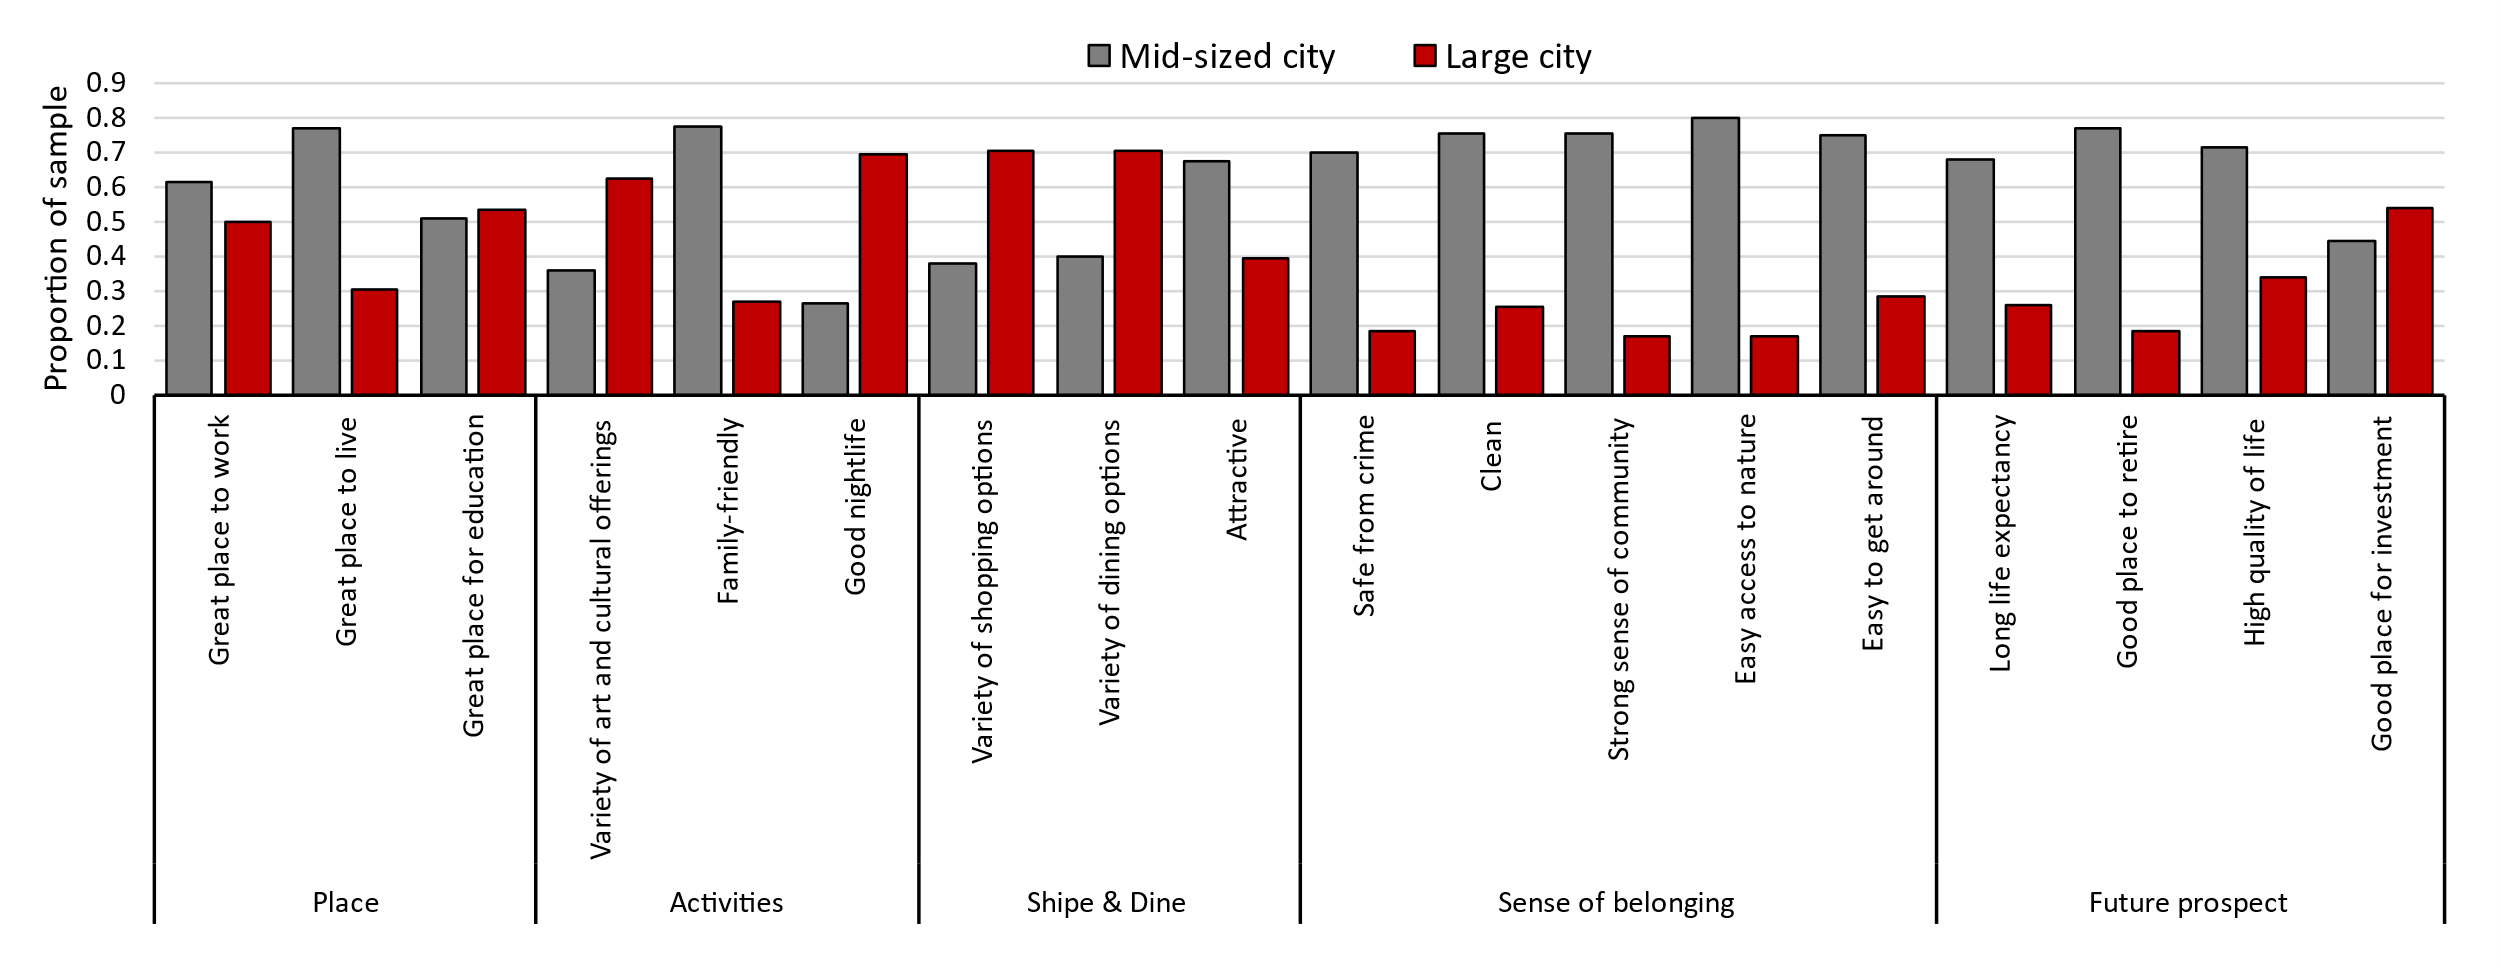 Mid-sized city
Large city
Proportion of sample
0.9
0.8
0.7
0.6
0.5
0.4
0.3
0.2
0.1
0
Great place to work
Great place to live
Great place for education
Variety of art and cultural offerings
Family-friendly
Good nightlife
Variety of shopping options
Variety of dining options
Attractive
Safe from crime
Clean
Strong sense of community
Easy access to nature
Easy to get around
Long life expectancy
Good place to retire
High quality of life
Good place for investment
Place
Activities
Shipe & Dine
Sense of belonging
Future prospect